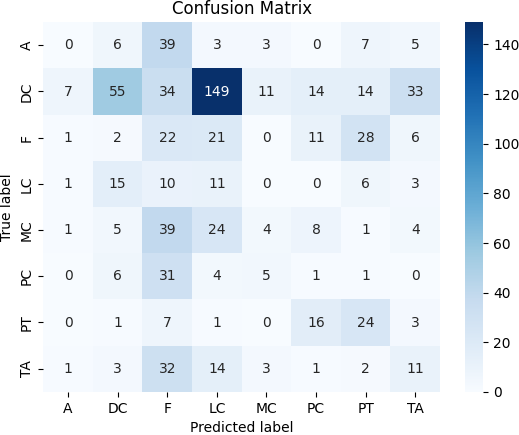 Confusion Matrix
True label
A 0 6 39 3 3 0 7 5
DC 7 55 34 149 11 14 14 33
F 1 2 22 21 0 11 28 6
LC 1 15 10 11 0 0 6 3
MC 1 5 39 24 4 8 1 4
PC 0 6 31 4 5 1 1 0
PT 0 1 7 1 0 16 24 3
TA 1 3 32 14 3 1 2 11
A DC F LC MC PC PT TA
Predicted label
140
120
100
80
60
40
20
0